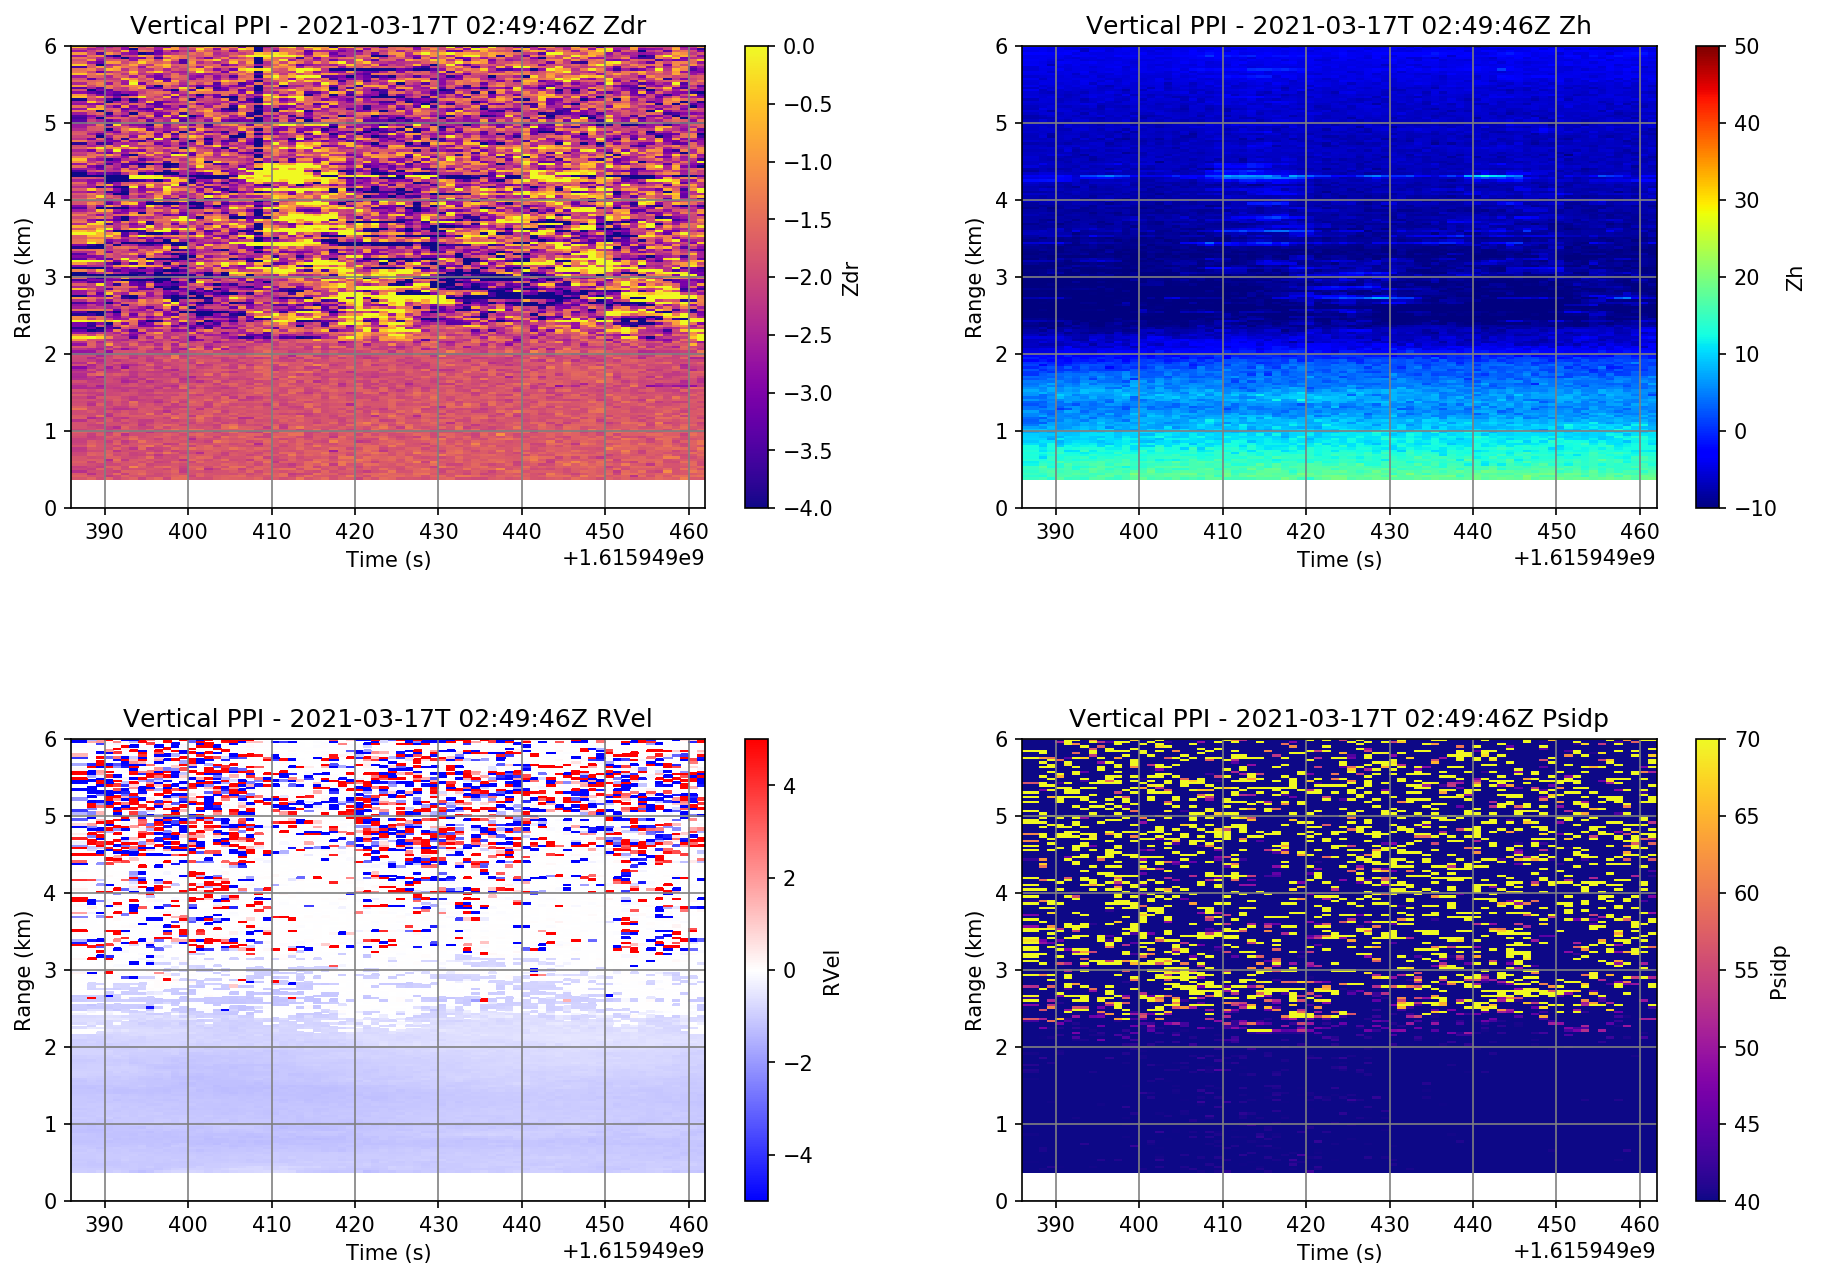 Vertical PPI - 2021-03-17T 02:49:46Z Zdr
6
5
4
3
2
1
0
Range (km)
390 400 410 420 430 440 450 460
Time (s)
+1.615949e9
0.0
−0.5
−1.0
−1.5
−2.0
−2.5
−3.0
−3.5
−4.0
Zdr
Vertical PPI - 2021-03-17T 02:49:46Z Zh
6
5
4
3
2
1
0
Range (km)
390 400 410 420 430 440 450 460
Time (s)
+1.615949e9
50
40
30
20
10
0
−10
Zh
Vertical PPI - 2021-03-17T 02:49:46Z RVel
6
5
4
3
2
1
0
Range (km)
390 400 410 420 430 440 450 460
Time (s)
+1.615949e9
4
2
0
−2
−4
RVel
Vertical PPI - 2021-03-17T 02:49:46Z Psidp
6
5
4
3
2
1
0
Range (km)
390 400 410 420 430 440 450 460
Time (s)
+1.615949e9
70
65
60
55
50
45
40
Psidp